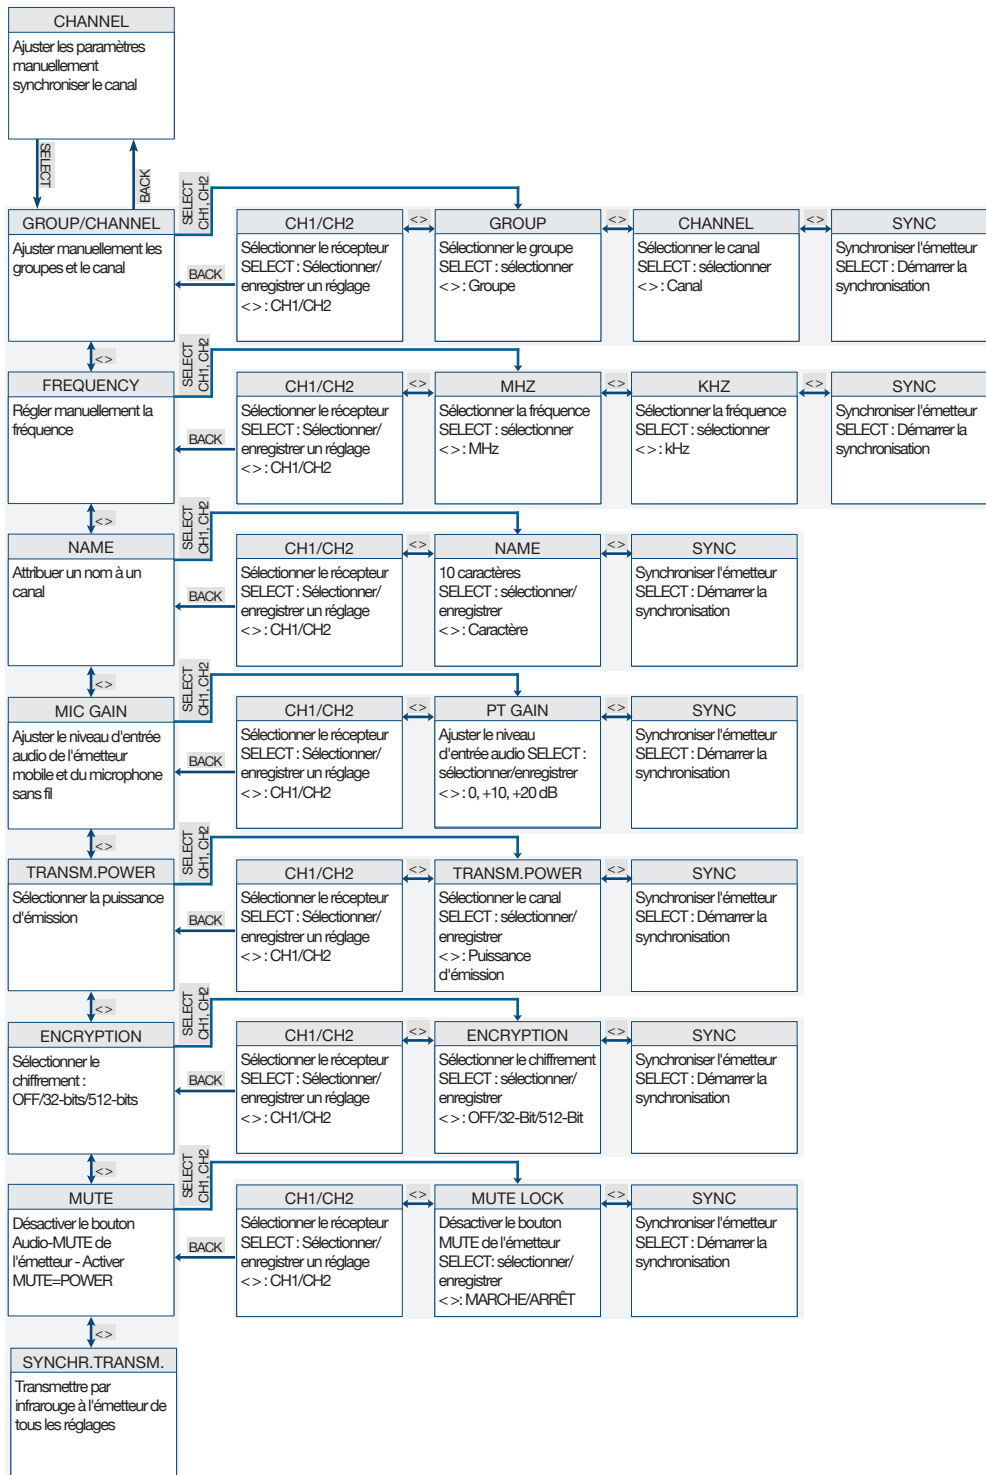 CHANNEL
Ajuster les paramètres
manuellement
synchroniser le canal
SELECT
BACK
SELECT
CH1, CH2
GROUP/CHANNEL
Ajuster manuellement les
groupes et le canal
BACK
CH1/CH2
Sélectionner le récepteur
SELECT : Sélectionner/
enregistrer un réglage
<> : CH1/CH2
<>
GROUP
Sélectionner le groupe
SELECT : sélectionner
<> : Groupe
<>
CHANNEL
Sélectionner le canal
SELECT : sélectionner
<> : Canal
<>
SYNC
Synchroniser l'émetteur
SELECT : Démarrer la
synchronisation
<>
SELECT
CH1, CH2
FREQUENCY
Régler manuellement la
fréquence
BACK
CH1/CH2
Sélectionner le récepteur
SELECT : Sélectionner/
enregistrer un réglage
<> : CH1/CH2
<>
MHZ
Sélectionner la fréquence
SELECT : sélectionner
<> : MHz
<>
KHZ
Sélectionner la fréquence
SELECT : sélectionner
<> : kHz
<>
SYNC
Synchroniser l'émetteur
SELECT : Démarrer la
synchronisation
<>
SELECT
CH1, CH2
NAME
Attribuer un nom à un
canal
BACK
CH1/CH2
Sélectionner le récepteur
SELECT : Sélectionner/
enregistrer un réglage
<> : CH1/CH2
<>
NAME
10 caractères
SELECT : sélectionner/
enregistrer
<> : Caractère
<>
SYNC
Synchroniser l'émetteur
SELECT : Démarrer la
synchronisation
<>
SELECT
CH1, CH2
MIC GAIN
Ajuster le niveau d'entrée
audio de l'émetteur
mobile et du microphone
sans fil
BACK
CH1/CH2
Sélectionner le récepteur
SELECT : Sélectionner/
enregistrer un réglage
<> : CH1/CH2
<>
PT GAIN
Ajuster le niveau
d'entrée audio SELECT :
sélectionner/enregistrer
<> : 0, +10, +20 dB
<>
SYNC
Synchroniser l'émetteur
SELECT : Démarrer la
synchronisation
<>
SELECT
CH1, CH2
TRANSM.POWER
Sélectionner la puissance
d'émission
BACK
CH1/CH2
Sélectionner le récepteur
SELECT : Sélectionner/
enregistrer un réglage
<> : CH1/CH2
<>
TRANSM.POWER
Sélectionner le canal
SELECT : sélectionner/
enregistrer
<> : Puissance
d'émission
<>
SYNC
Synchroniser l'émetteur
SELECT : Démarrer la
synchronisation
<>
SELECT
CH1, CH2
ENCRYPTION
Sélectionner le
chiffrement :
OFF/32-bits/512-bits
BACK
CH1/CH2
Sélectionner le récepteur
SELECT : Sélectionner/
enregistrer un réglage
<> : CH1/CH2
<>
ENCRYPTION
Sélectionner le chiffrement
SELECT : sélectionner/
enregistrer
<> : OFF/32-Bit/512-Bit
<>
SYNC
Synchroniser l'émetteur
SELECT : Démarrer la
synchronisation
<>
SELECT
CH1, CH2
MUTE
Désactiver le bouton
Audio-MUTE de
l'émetteur - Activer
MUTE=POWER
BACK
CH1/CH2
Sélectionner le récepteur
SELECT : Sélectionner/
enregistrer un réglage
<> : CH1/CH2
<>
MUTE LOCK
Désactiver le bouton
MUTE de l'émetteur
SELECT: sélectionner/
enregistrer
<>: MARCHE/ARRÊT
<>
SYNC
Synchroniser l'émetteur
SELECT : Démarrer la
synchronisation
<>
SYNCHR.TRANSM.
Transmettre par
infrarouge à l'émetteur de
tous les réglages